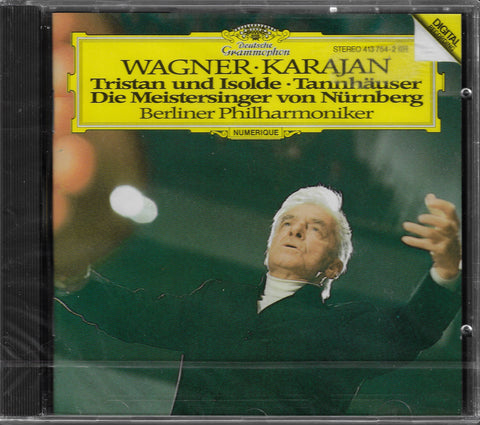 Deutsche
Grammophon
STEREO 413 754-2
DIGITAL
WAGNER · KARAJAN
Tristan und Isolde · Tannhäuser
Die Meistersinger von Nürnberg
Berliner Philharmoniker
NUMERIQUE